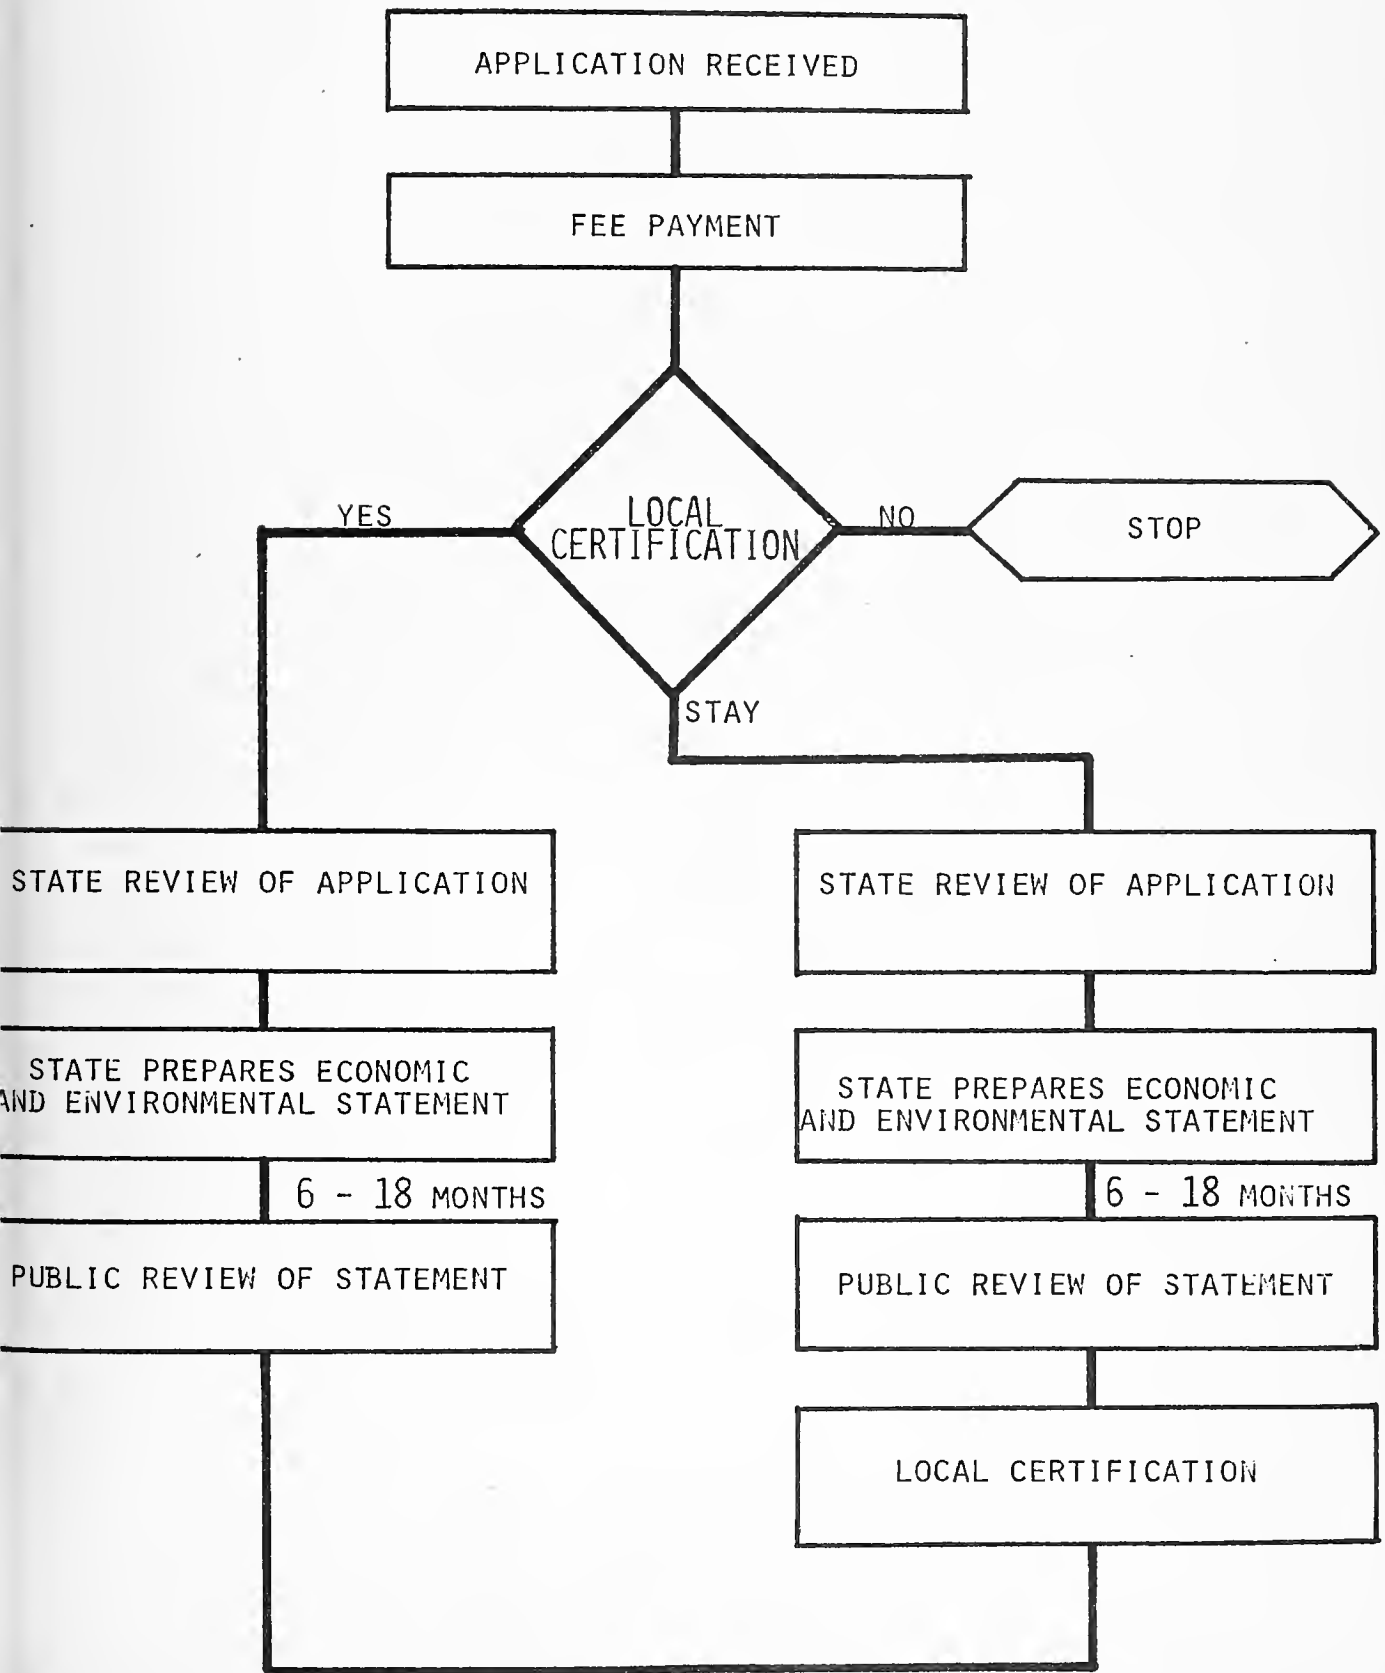 APPLICATION RECEIVED
FEE PAYMENT
LOCAL
CERTIFICATION
YES
NO
STOP
STAY
STATE REVIEW OF APPLICATION
STATE PREPARES ECONOMIC
AND ENVIRONMENTAL STATEMENT
6 - 18 MONTHS
PUBLIC REVIEW OF STATEMENT
STATE REVIEW OF APPLICATION
STATE PREPARES ECONOMIC
AND ENVIRONMENTAL STATEMENT
6 - 18 MONTHS
PUBLIC REVIEW OF STATEMENT
LOCAL CERTIFICATION